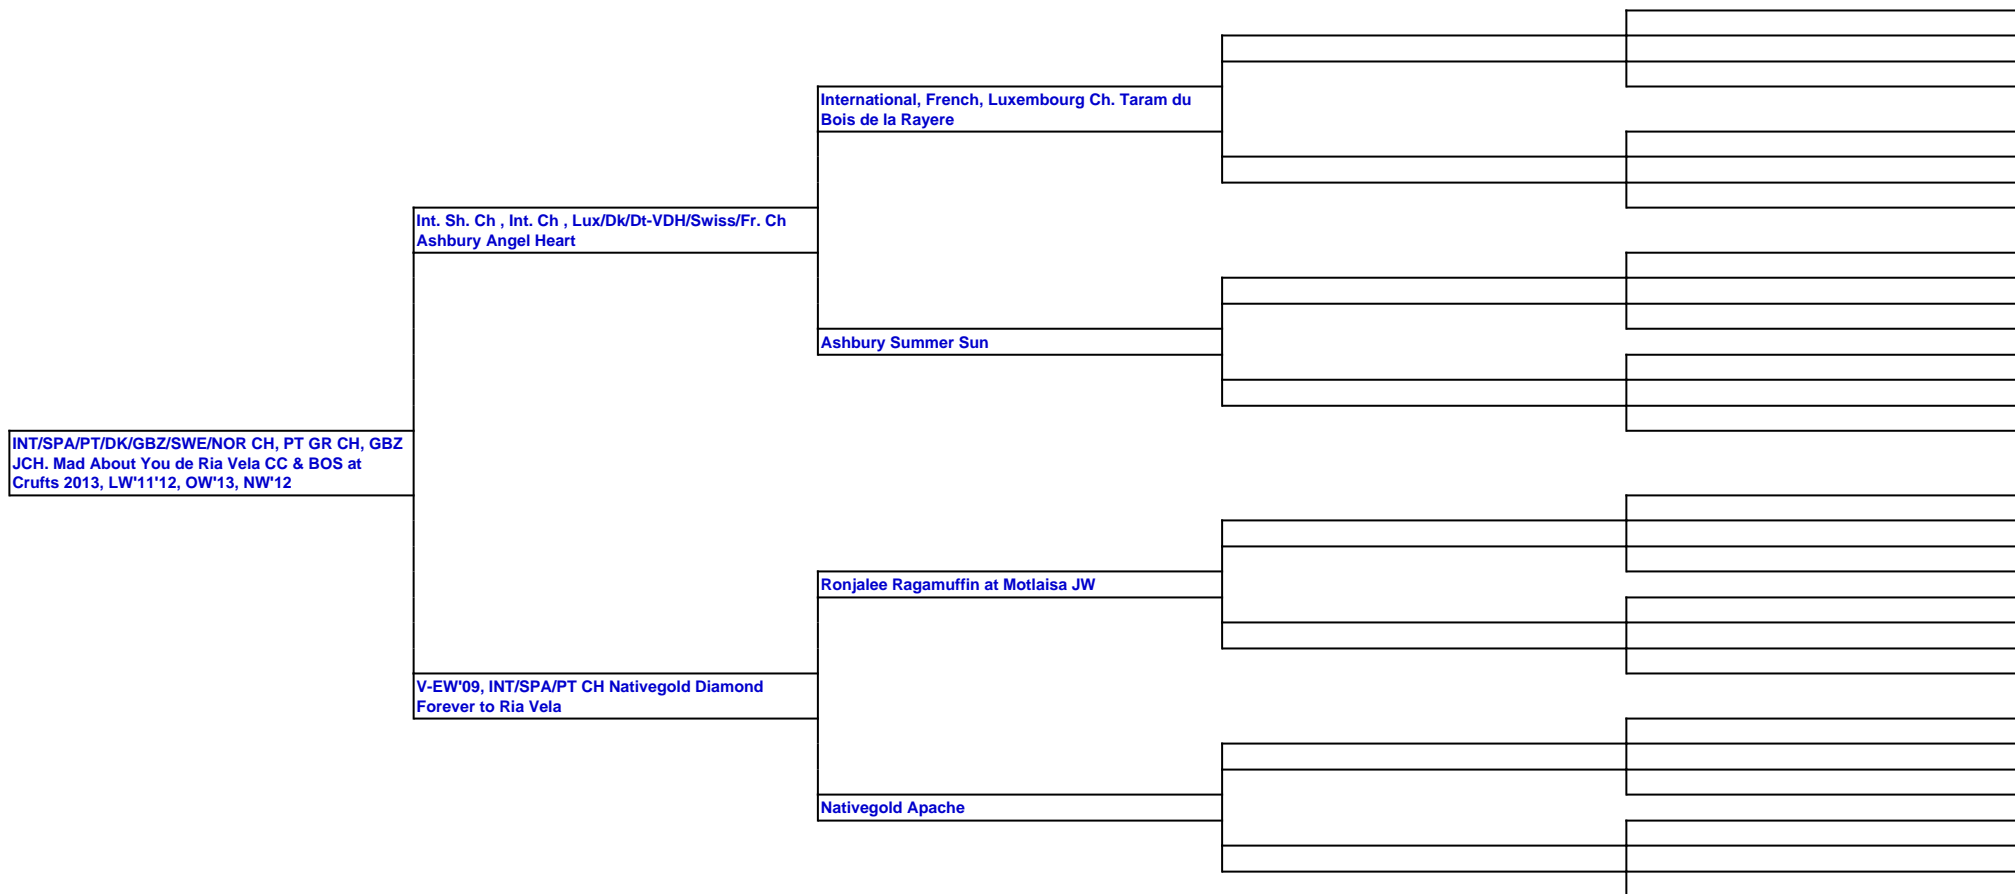 International, French, Luxembourg Ch. Taram du
Bois de la Rayere
Int. Sh. Ch , Int. Ch , Lux/Dk/Dt-VDH/Swiss/Fr. Ch
Ashbury Angel Heart
Ashbury Summer Sun
INT/SPA/PT/DK/GBZ/SWE/NOR CH, PT GR CH, GBZ
JCH. Mad About You de Ria Vela CC & BOS at
Crufts 2013, LW'11'12, OW'13, NW'12
Ronjalee Ragamuffin at Motlaisa JW
V-EW'09, INT/SPA/PT CH Nativegold Diamond
Forever to Ria Vela
Nativegold Apache